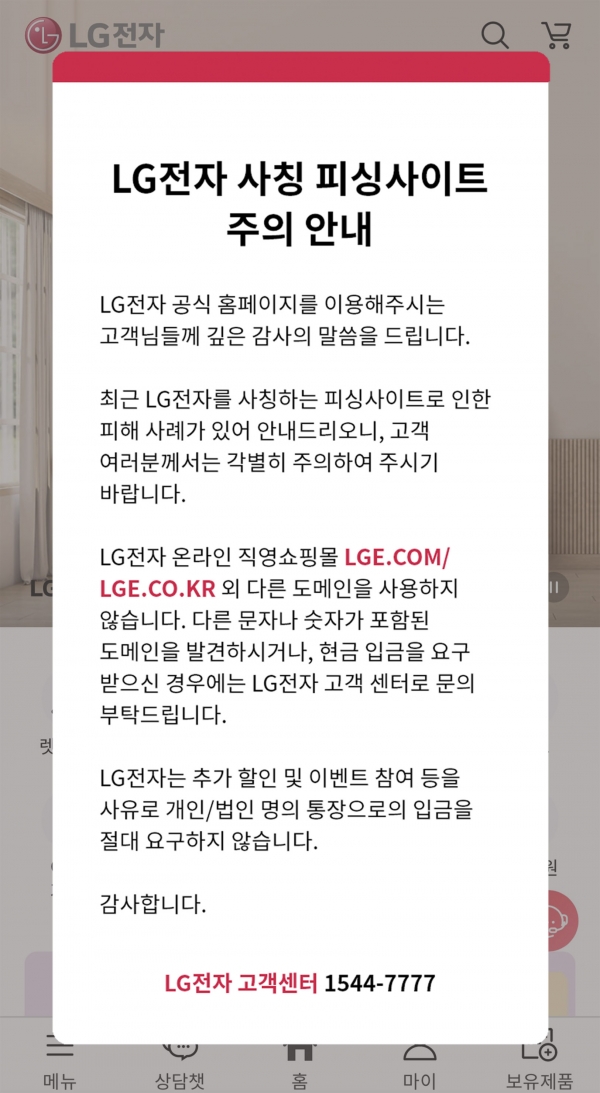 LG전자
LG전자 사칭 피싱사이트
주의 안내
LG전자 공식 홈페이지를 이용해주시는
고객님들께 깊은 감사의 말씀을 드립니다.
최근 LG전자를 사칭하는 피싱사이트로 인한
피해 사례가 있어 안내드리오니, 고객
여러분께서는 각별히 주의하여 주시기
바랍니다.
LG전자 온라인 직영쇼핑몰 LGE.COM/
LGE.CO.KR 외 다른 도메인을 사용하지
않습니다. 다른 문자나 숫자가 포함된
도메인을 발견하시거나, 현금 입금을 요구
받으신 경우에는 LG전자 고객 센터로 문의
부탁드립니다.
LG전자는 추가 할인 및 이벤트 참여 등을
사유로 개인/법인 명의 통장으로의 입금을
절대 요구하지 않습니다.
감사합니다.
LG전자 고객센터 1544-7777
메뉴
상담챗
홈
마이
보유제품